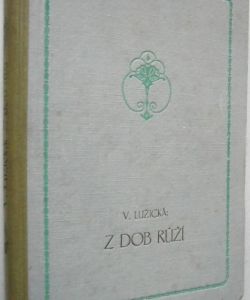 V. LUŽICKÁ:
Z DOB RŮŽÍ